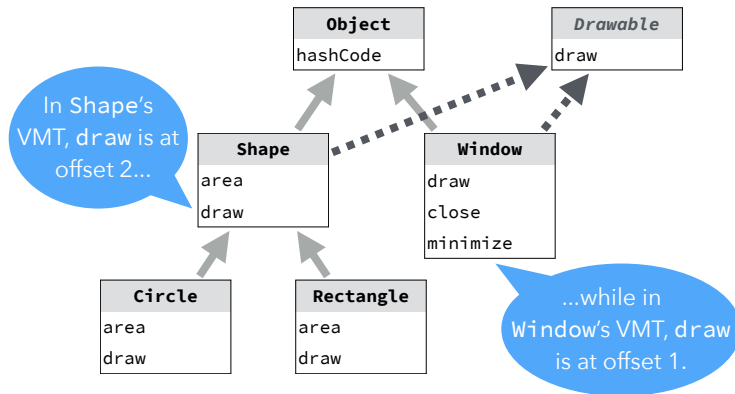 Object
hashCode
Drawable
draw
In Shape's
VMT, draw is at
offset 2...
Shape
area
draw
Window
draw
close
minimize
Circle
area
draw
Rectangle
area
draw
...while in
Window's VMT, draw
is at offset 1.